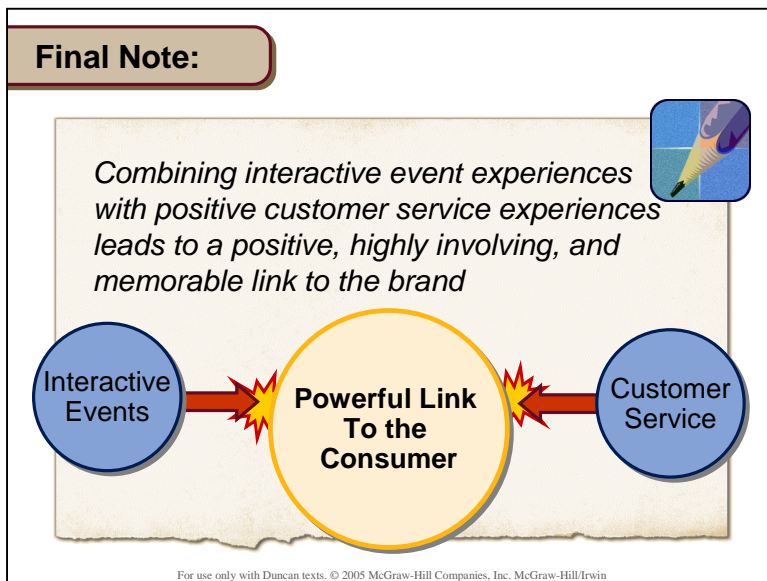 Final Note:
Combining interactive event experiences
with positive customer service experiences
leads to a positive, highly involving, and
memorable link to the brand
Interactive
Events
Powerful Link
To the
Consumer
Customer
Service
For use only with Duncan texts. © 2005 McGraw-Hill Companies, Inc. McGraw-Hill/Irwin